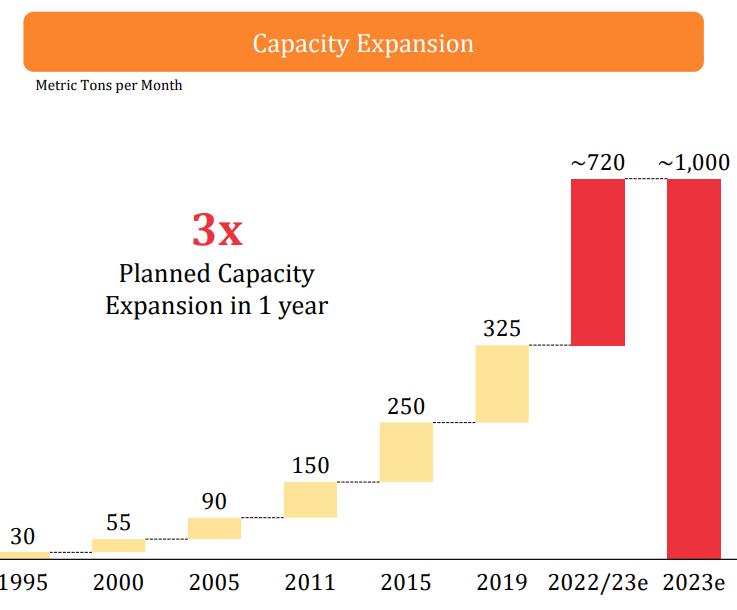 Capacity Expansion
Metric Tons per Month
~720
~1,000
3x
Planned Capacity
Expansion in 1 year
325
250
150
90
55
30
1995
2000
2005
2011
2015
2019
2022/23e
2023e